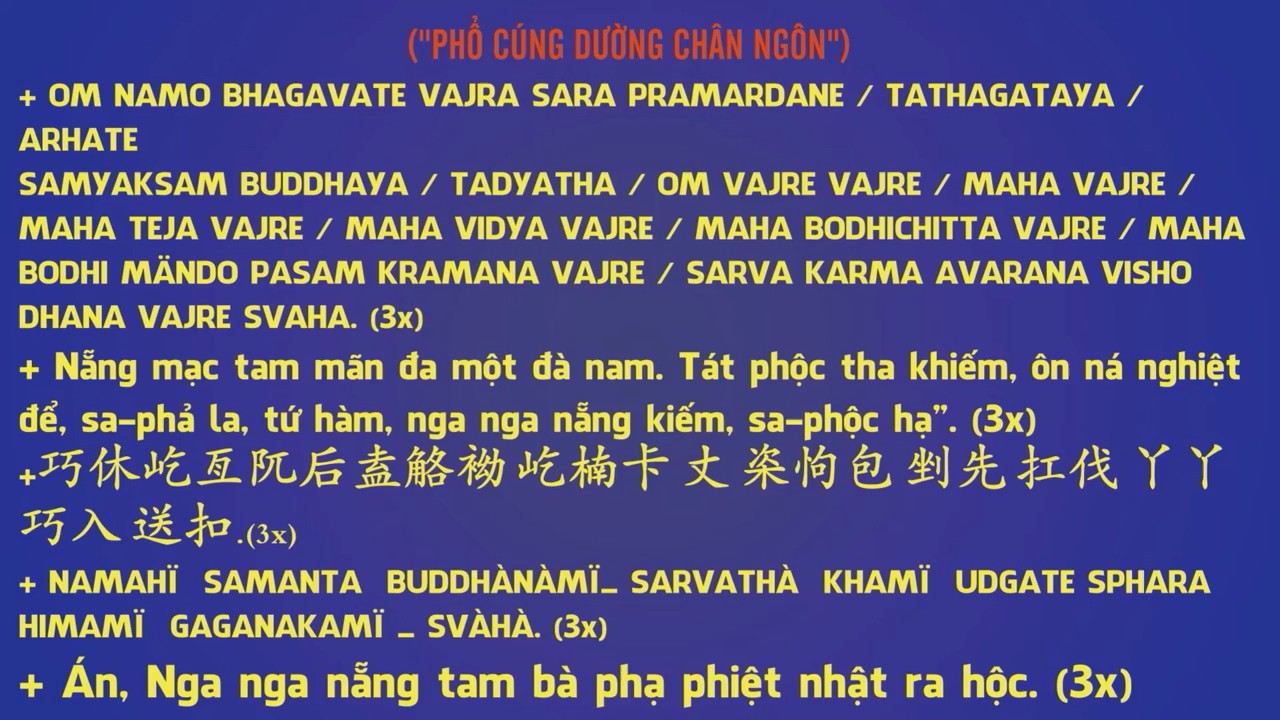 ("PHỔ CÚNG DƯỜNG CHÂN NGÔN")
+ OM NAMO BHAGAVATE VAJRA SARA PRAMARDANE / TATHAGATAYA /
ARHATE
SAMYAKSAM BUDDHAYA / TADYATHA / OM VAJRE VAJRE / MAHA VAJRE /
MAHA TEJA VAJRE / MAHA VIDYA VAJRE / MAHA BODHICHITTA VAJRE / MAHA
BODHI MÄNDO PASAM KRAMANA VAJRE / SARVA KARMA AVARANA VISHO
DHANA VAJRE SVAHA. (3x)
+ Nẵng mạc tam mãn đa một đà nam. Tát phộc tha khiếm, ôn ná nghiệt
để, sa-phả la, tứ hàm, nga nga nẵng kiếm, sa-phộc hạ”. (3x)
+巧休屹亙阢后盍觡袎屹楠卡丈栥怐包剉先扛伐丫丫
巧入送扣.(3x)
+ NAMAHÏ SAMANTA BUDDHÀNÀMÏ_ SARVATHÀ KHAMÏ UDGATE SPHARA
HIMAMÏ GAGANAKAMÏ _ SVÀHÀ. (3x)
+ Án, Nga nga nẵng tam bà phạ phiệt nhật ra hộc. (3x)